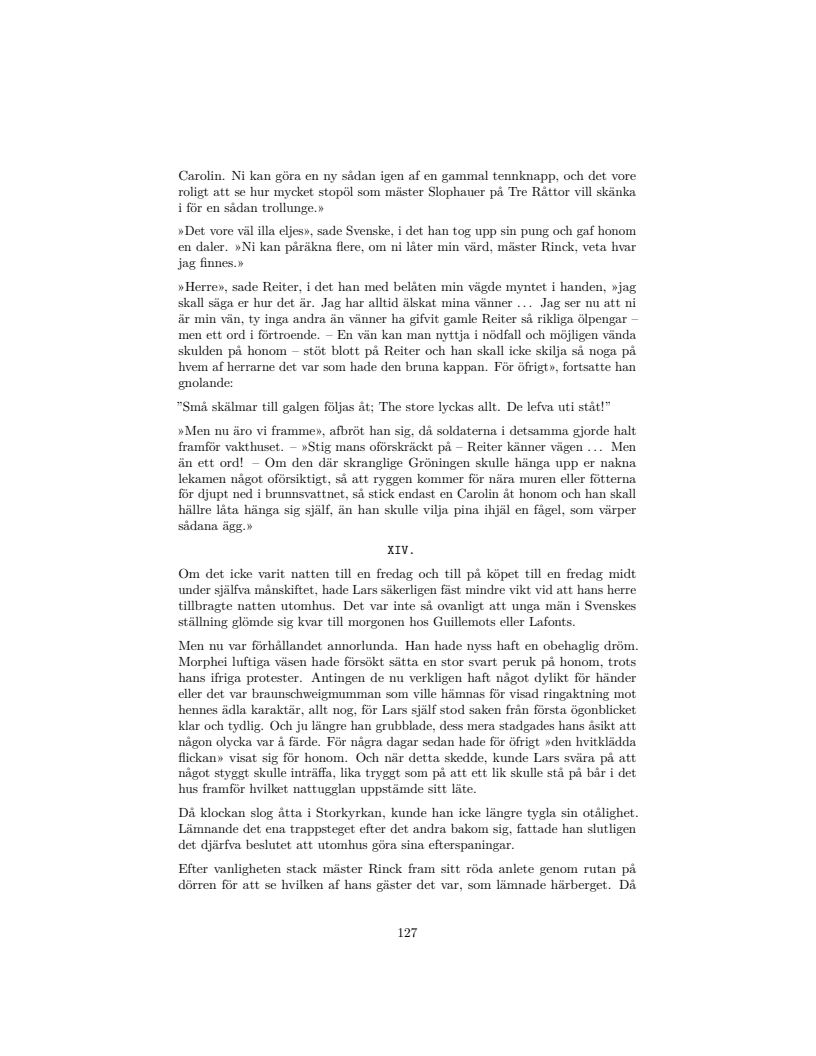 Carolin. Ni kan göra en ny sådan igen af en gammal tennknapp, och det vore
roligt att se hur mycket stopöl som mäster Slophauer på Tre Råttor vill skänka
i för en sådan trollunge.»
»Det vore väl illa eljes», sade Svenske, i det han tog upp sin pung och gaf honom
en daler. »Ni kan påräkna flere, om ni låter min värd, mäster Rinck, veta hvar
jag finnes.»
»Herre», sade Reiter, i det han med belåten min vägde myntet i handen, »jag
skall säga er hur det är. Jag har alltid älskat mina vänner ... Jag ser nu att ni
är min vän, ty inga andra än vänner ha gifvit gamle Reiter så rikliga ölpengar –
men ett ord i förtroende. – En vän kan man nyttja i nödfall och möjligen vända
skulden på honom – stöt blott på Reiter och han skall icke skilja så noga på
hvem af herrarne det var som hade den bruna kappan. För öfrigt», fortsatte han
gnolande:
”Små skälmar till galgen följas åt; The store lyckas allt. De lefva uti ståt!”
»Men nu äro vi framme», afbröt han sig, då soldaterna i detsamma gjorde halt
framför vakthuset. – »Stig mans oförskräckt på – Reiter känner vägen ... Men
än ett ord! – Om den där skranglige Gröningen skulle hänga upp er nakna
lekamen något oförsiktigt, så att ryggen kommer för nära muren eller fötterna
för djupt ned i brunnsvattnet, så stick endast en Carolin åt honom och han skall
hällre låta hänga sig själf, än han skulle vilja pina ihjäl en fågel, som värper
sådana ägg.»
XIV.
Om det icke varit natten till en fredag och till på köpet till en fredag midt
under själfva månskiftet, hade Lars säkerligen fäst mindre vikt vid att hans herre
tillbragte natten utomhus. Det var inte så ovanligt att unga män i Svenskes
ställning glömde sig kvar till morgonen hos Guillemots eller Lafonts.
Men nu var förhållandet annorlunda. Han hade nyss haft en obehaglig dröm.
Morphei luftiga väsen hade försökt sätta en stor svart peruk på honom, trots
hans ifriga protester. Antingen de nu verkligen haft något dylikt för händer
eller det var braunschweigmumman som ville hämnas för visad ringaktning mot
hennes ädla karaktär, allt nog, för Lars själf stod saken från första ögonblicket
klar och tydlig. Och ju längre han grubblade, dess mera stadgades hans åsikt att
någon olycka var å färde. För några dagar sedan hade för öfrigt »den hvitklädda
flickan» visat sig för honom. Och när detta skedde, kunde Lars svära på att
något styggt skulle inträffa, lika tryggt som på att ett lik skulle stå på bår i det
hus framför hvilket nattugglan uppstämde sitt läte.
Då klockan slog åtta i Storkyrkan, kunde han icke längre tygla sin otålighet.
Lämnande det ena trappsteget efter det andra bakom sig, fattade han slutligen
det djärfva beslutet att utomhus göra sina efterspaningar.
Efter vanligheten stack mäster Rinck fram sitt röda anlete genom rutan på
dörren för att se hvilken af hans gäster det var, som lämnade härberget. Då
127